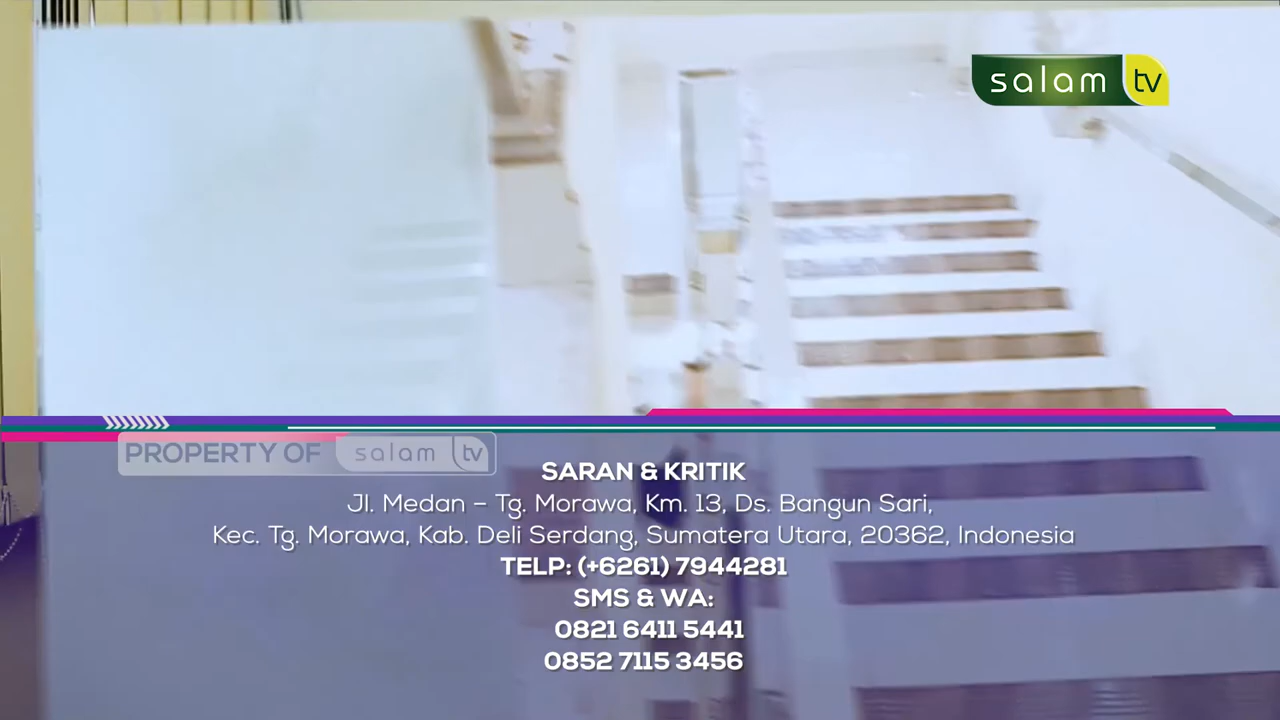 salam tv
PROPERTY OF salam tv
SARAN & KRITIK
Jl. Medan – Tg. Morawa, Km. 13, Ds. Bangun Sari,
Kec. Tg. Morawa, Kab. Deli Serdang, Sumatera Utara, 20362, Indonesia
TELP: (+6261) 7944281
SMS & WA:
0821 6411 5441
0852 7115 3456